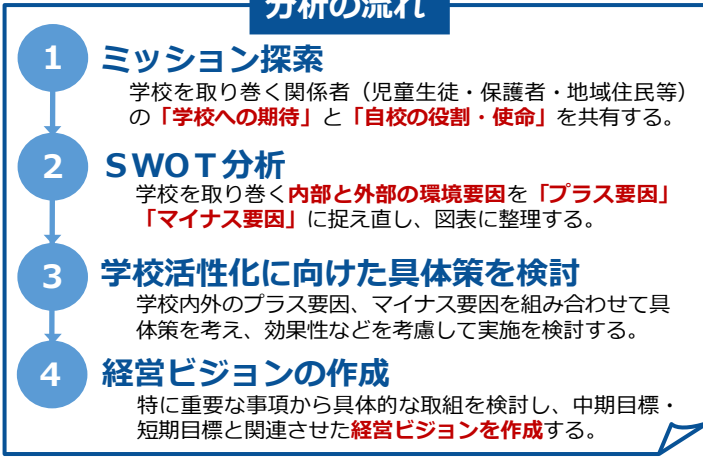 分析の流れ
1 ミッション探索
学校を取り巻く関係者（児童生徒・保護者・地域住民等）
の「学校への期待」と「自校の役割・使命」を共有する。
2 ＳＷＯＴ分析
学校を取り巻く内部と外部の環境要因を「プラス要因」
「マイナス要因」に捉え直し、図表に整理する。
3 学校活性化に向けた具体策を検討
学校内外のプラス要因、マイナス要因を組み合わせて具
体策を考え、効果性などを考慮して実施を検討する。
4 経営ビジョンの作成
特に重要な事項から具体的な取組を検討し、中期目標・
短期目標と関連させた経営ビジョンを作成する。